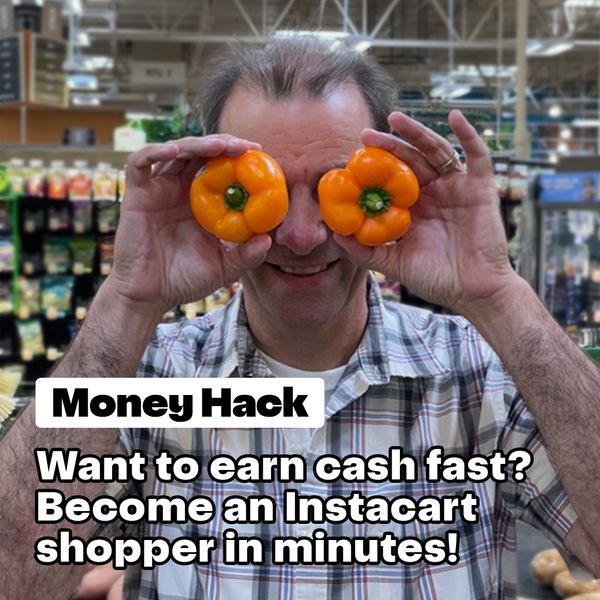 Money Hack
Want to earn cash fast?
Become an Instacart
shopper in minutes!